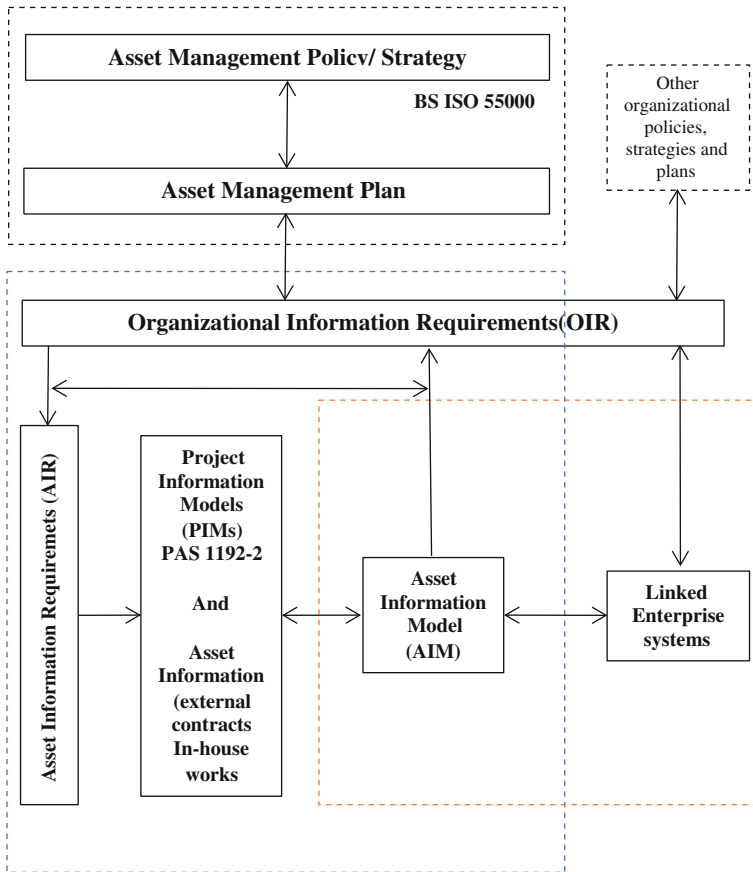 Asset Management Policv/ Strategy
BS ISO 55000
Asset Management Plan
Other
organizational
policies,
strategies and
plans
Organizational Information Requirements(OIR)
Asset Information Requiremets (AIR)
Project
Information
Models
(PIMs)
PAS 1192-2
And
Asset
Information
(external
contracts
In-house
works
Asset
Information
Model
(AIM)
Linked
Enterprise
systems